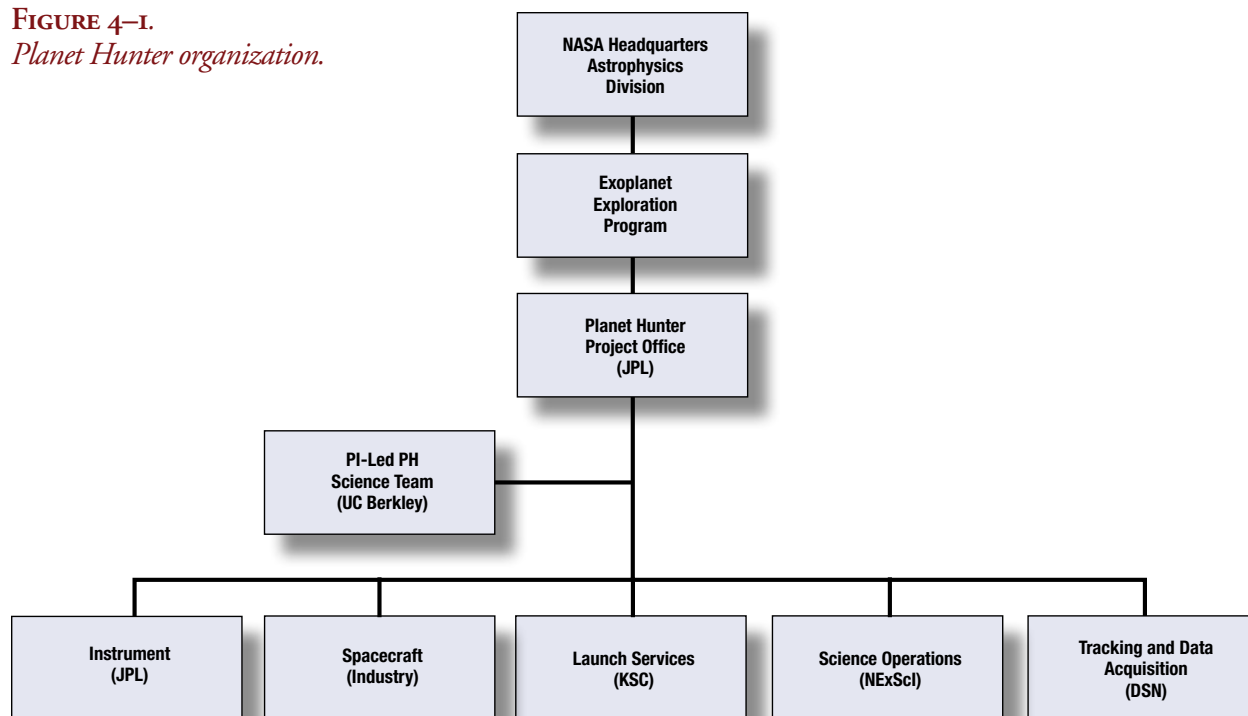 FIGURE 4–1.
Planet Hunter organization.
NASA Headquarters
Astrophysics
Division
Exoplanet
Exploration
Program
Planet Hunter
Project Office
(JPL)
PI-Led PH
Science Team
(UC Berkley)
Instrument
(JPL)
Spacecraft
(Industry)
Launch Services
(KSC)
Science Operations
(NExScI)
Tracking and Data
Acquisition
(DSN)